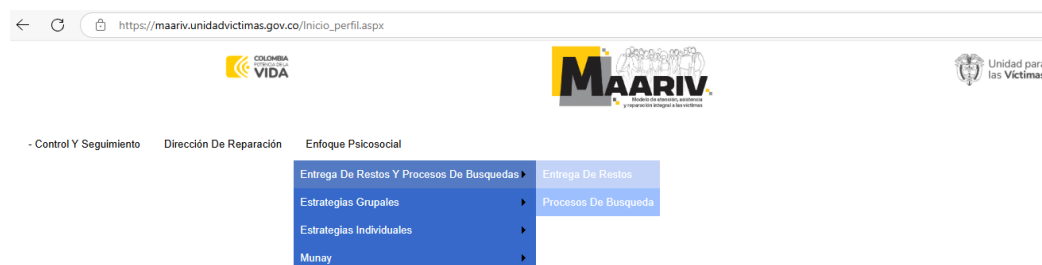 https://maariv.unidadvictimas.gov.co/Inicio_perfil.aspx
COLOMBIA
POTENCIA DE LA
VIDA
MAARIV.
Modelo de atención, asistencia
y reparación integral a las víctimas
Unidad para
las Víctimas
- Control Y Seguimiento Dirección De Reparación Enfoque Psicosocial
Entrega De Restos Y Procesos De Busquedas Entrega De Restos
Estrategias Grupales Procesos De Busqueda
Estrategias Individuales
Munay